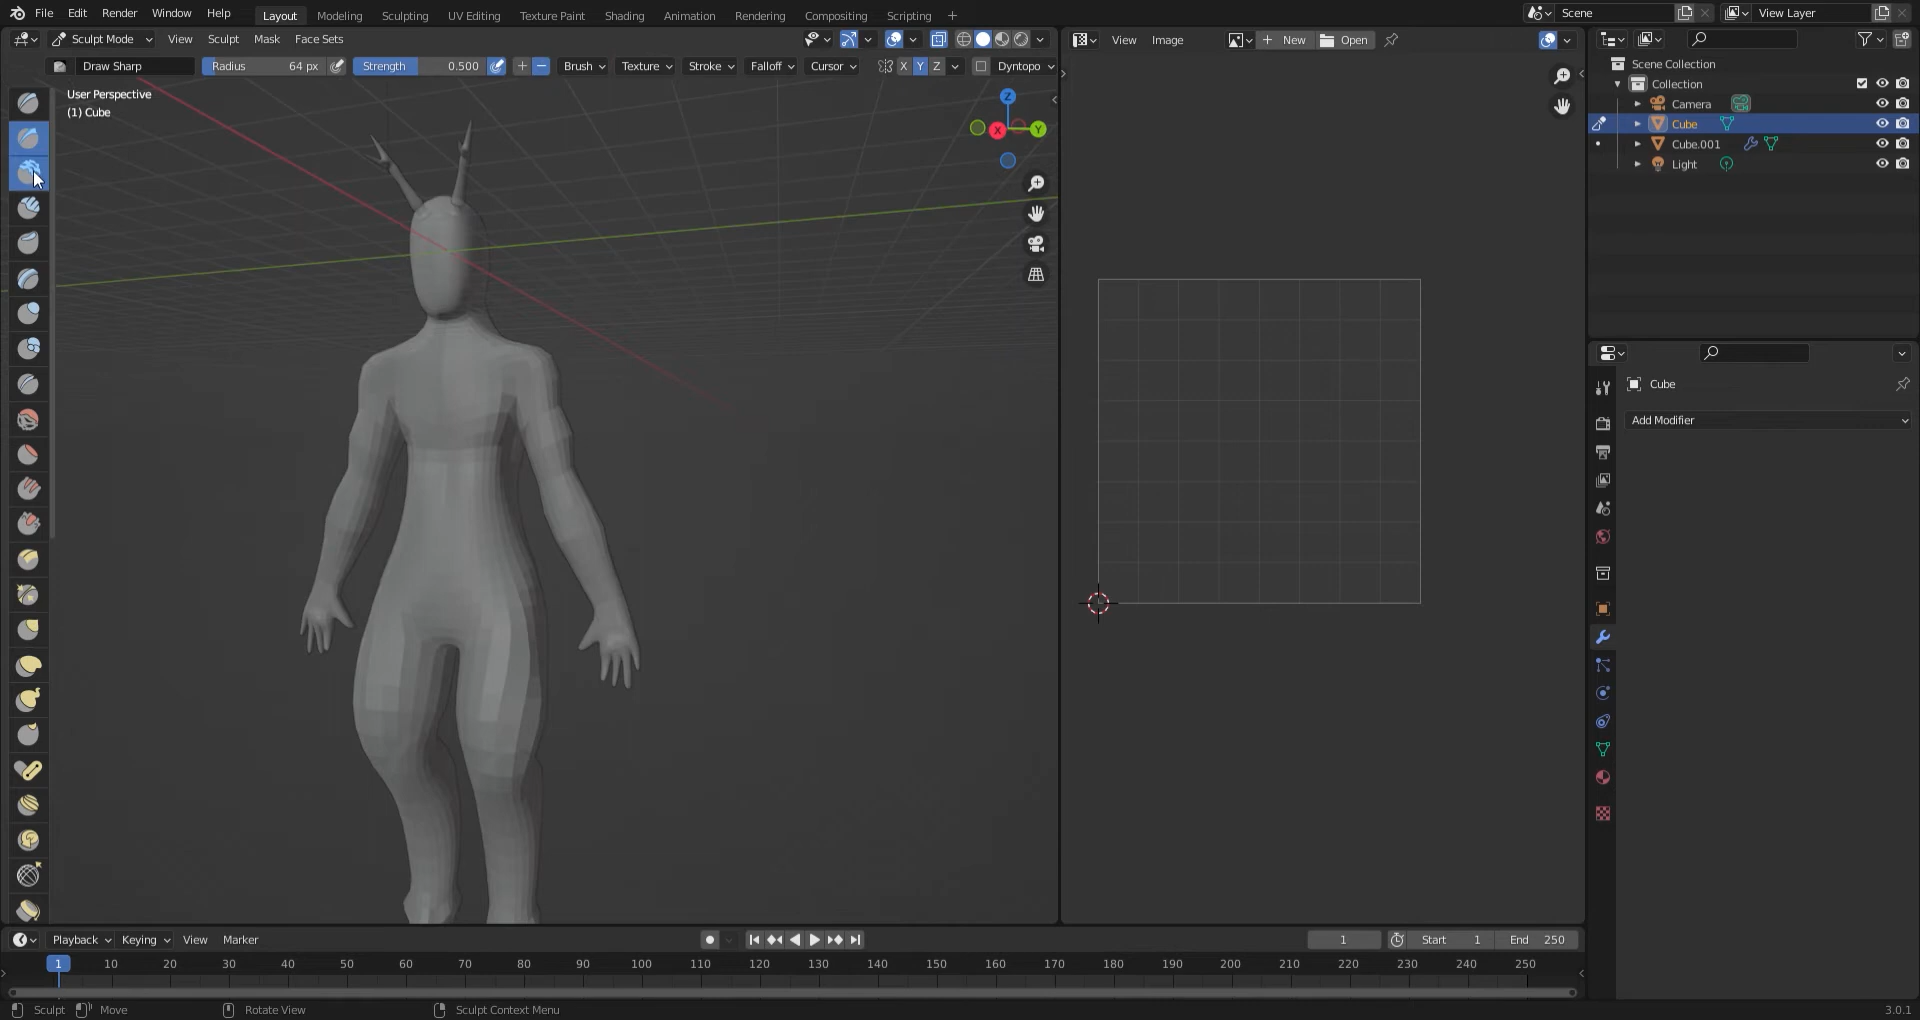 File Edit Render Window Help Layout Modeling Sculpting UV Editing Texture Paint Shading Animation Rendering Compositing Scripting + Scene View Layer
Sculpt Mode View Sculpt Mask Face Sets View Image + New Open
Draw Sharp Radius 64 px Strength 0.500 + − Brush Texture Stroke Falloff Cursor X Y Z Dyntopo
User Perspective
(1) Cube
Z
X
Y
Scene Collection
Collection
Camera
Cube
Cube.001
Light
Cube
Add Modifier
Playback Keying View Marker 1 Start 1 End 250
1 10 20 30 40 50 60 70 80 90 100 110 120 130 140 150 160 170 180 190 200 210 220 230 240 250
Sculpt Move Rotate View Sculpt Context Menu 3.0.1